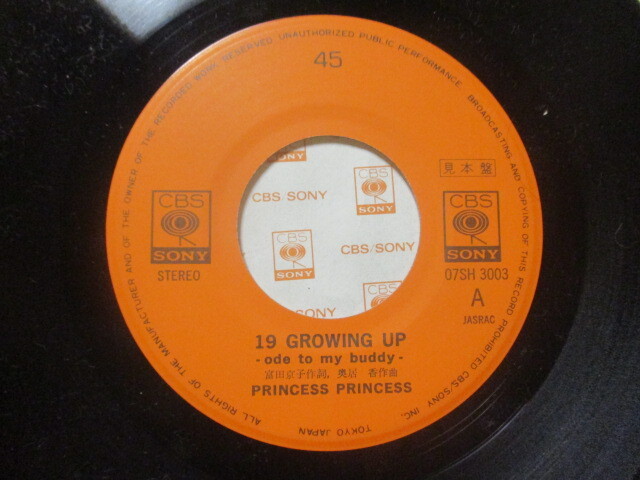 ALL RIGHTS OF THE MANUFACTURER AND OF THE OWNER OF THE RECORDED WORK RESERVED UNAUTHORIZED PUBLIC PERFORMANCE, BROADCASTING AND COPYING OF THIS RECORD PROHIBITED CBS/SONY INC.
TOKYO JAPAN
45
見本盤
CBS
SONY
STEREO
CBS
SONY
07SH 3003
A
JASRAC
SONY
CBS/SONY
CBS
SONY
CBS
SONY
CBS/SONY
CBS
19 GROWING UP
-ode to my buddy-
富田京子作詞, 奥居 香作曲
PRINCESS PRINCESS